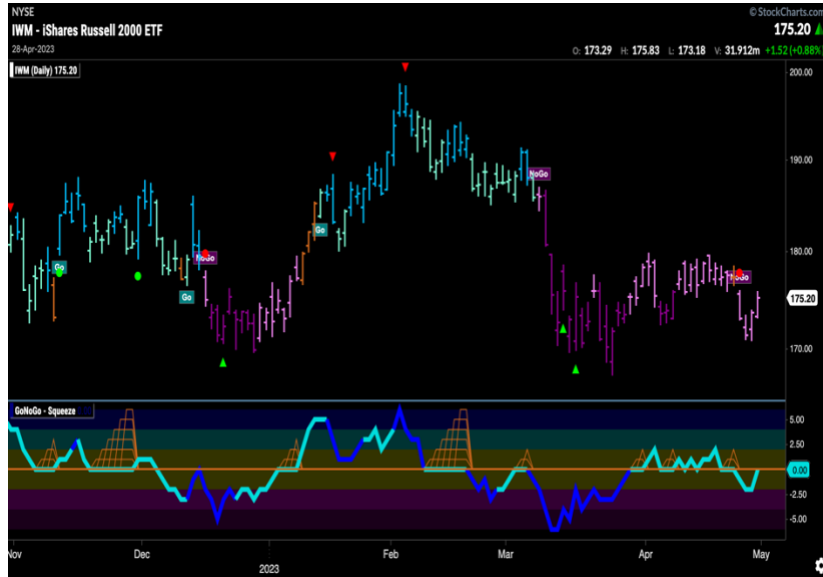 NYSE
© StockCharts.com
IWM - iShares Russell 2000 ETF
175.20
28-Apr-2023
O: 173.29 H: 175.83 L: 173.18 V: 31.912m +1.52 (+0.88%)
IWM (Daily) 175.20
200.00
190.00
NoGo
Go
180.00
NoGo
Go
NoGo
Go
175.20
170.00
GoNoGo - Squeeze
5.00
2.50
0.00
-2.50
-5.00
Nov
Dec
2023
Feb
Mar
Apr
May